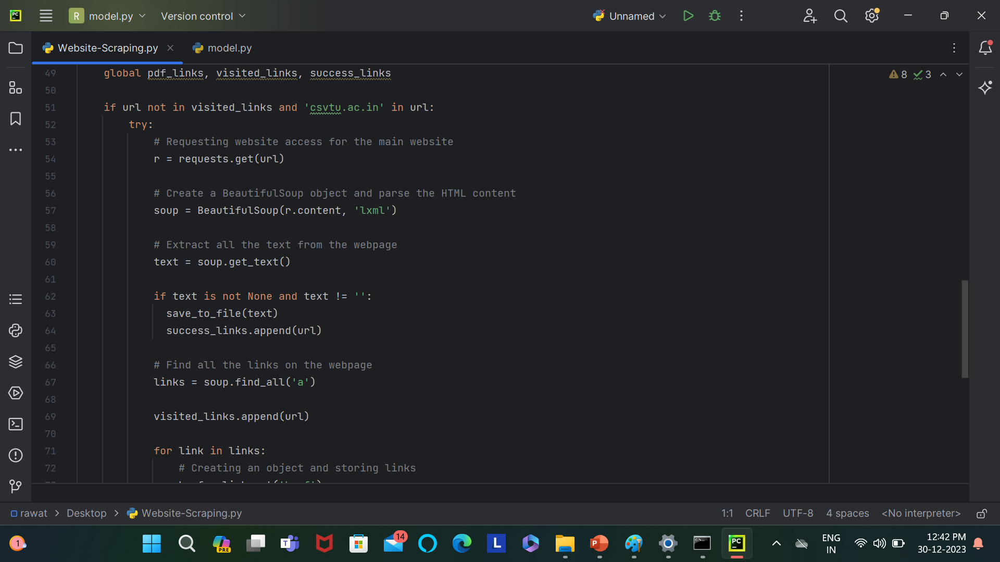 PC
R model.py Version control Unnamed
Website-Scraping.py model.py
49 global pdf_links, visited_links, success_links
8 3
50
51 if url not in visited_links and 'csvtu.ac.in' in url:
52 try:
53 # Requesting website access for the main website
54 r = requests.get(url)
55
56 # Create a BeautifulSoup object and parse the HTML content
57 soup = BeautifulSoup(r.content, 'lxml')
58
59 # Extract all the text from the webpage
60 text = soup.get_text()
61
62 if text is not None and text != '':
63 save_to_file(text)
64 success_links.append(url)
65
66 # Find all the links on the webpage
67 links = soup.find_all('a')
68
69 visited_links.append(url)
70
71 for link in links:
72 # Creating an object and storing links
rawat > Desktop > Website-Scraping.py 1:1 CRLF UTF-8 4 spaces <No interpreter>
1 PRE T 14 L P C:\ PC ENG 12:42 PM
IN 30-12-2023